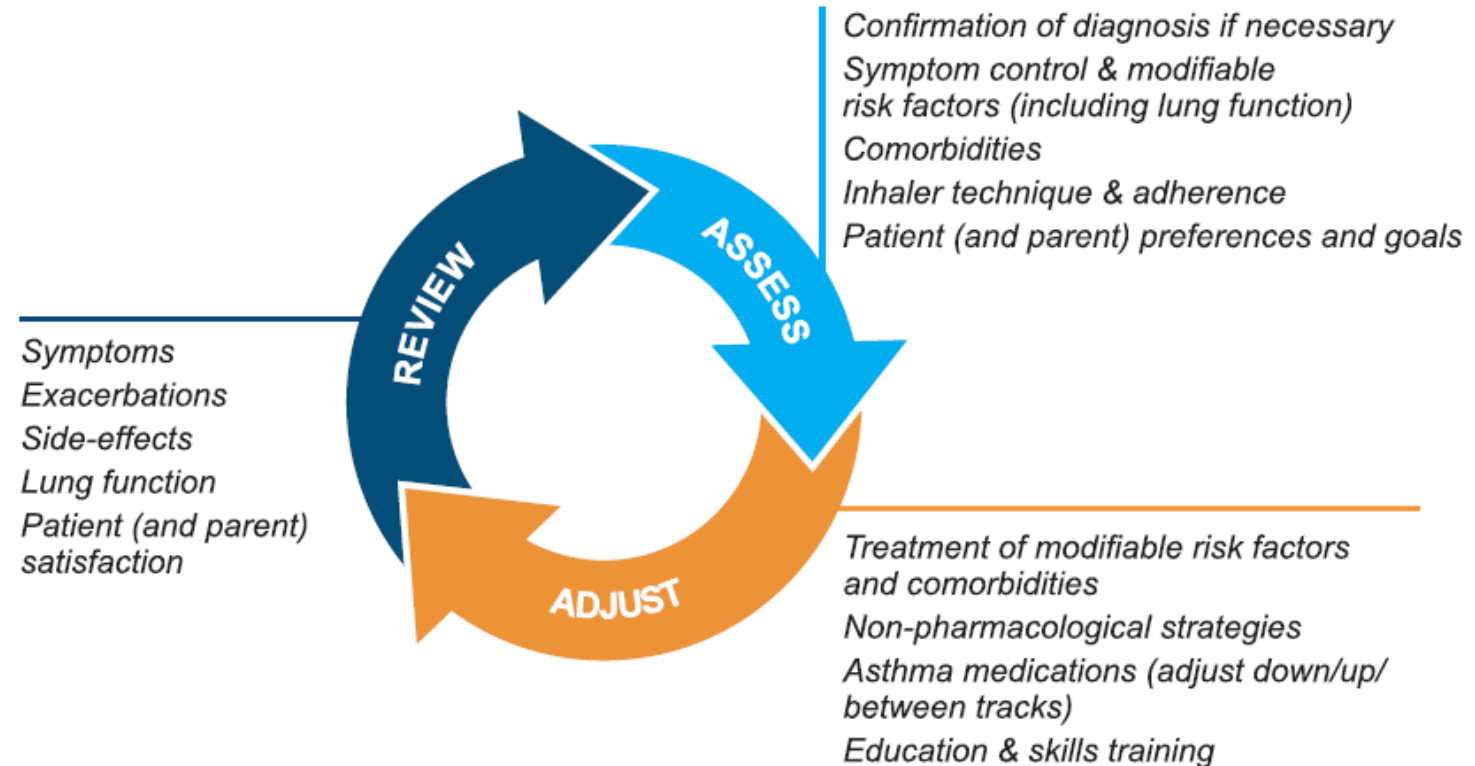 Confirmation of diagnosis if necessary
Symptom control & modifiable
risk factors (including lung function)
Comorbidities
Inhaler technique & adherence
Patient (and parent) preferences and goals
ASSESS
REVIEW
Symptoms
Exacerbations
Side-effects
Lung function
Patient (and parent)
satisfaction
ADJUST
Treatment of modifiable risk factors
and comorbidities
Non-pharmacological strategies
Asthma medications (adjust down/up/
between tracks)
Education & skills training